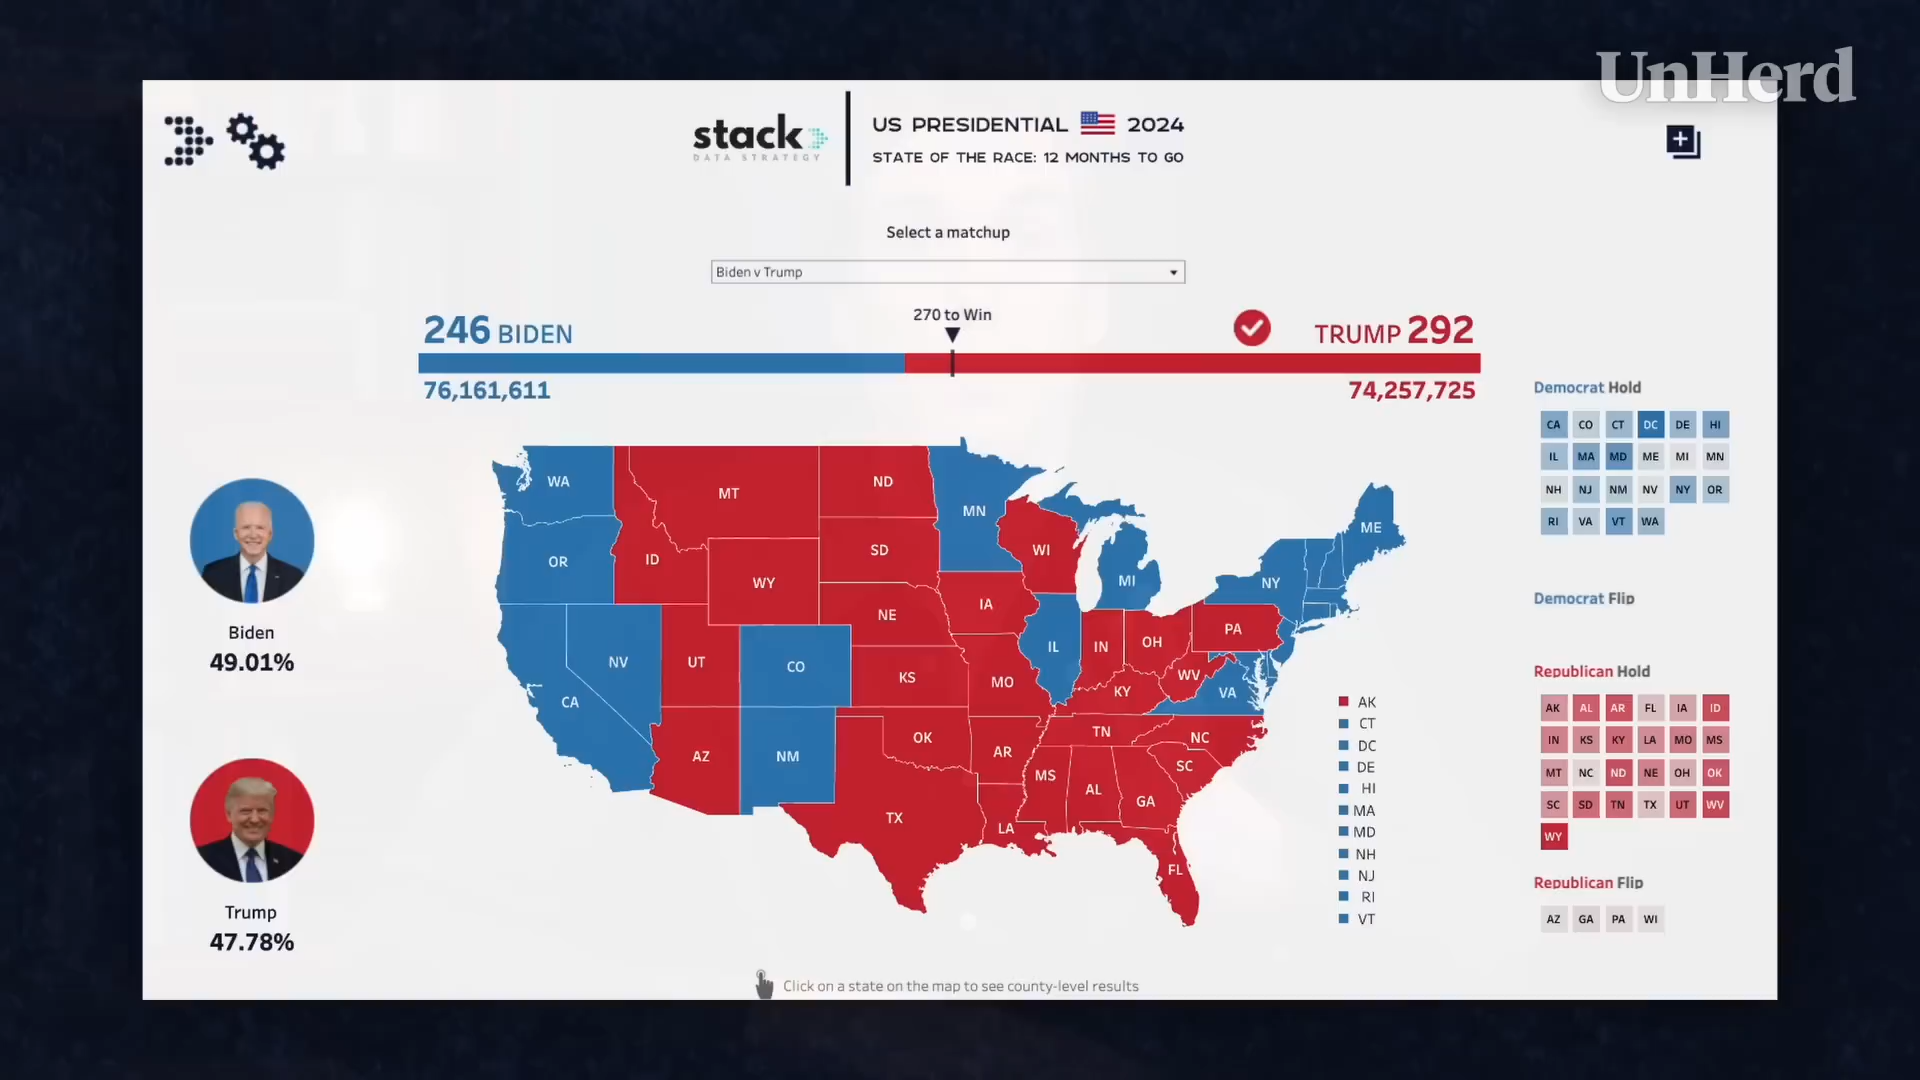 UnHerd
stack
DATA STRATEGY
US PRESIDENTIAL 2024
STATE OF THE RACE: 12 MONTHS TO GO
Select a matchup
Biden v Trump
270 to Win
246 BIDEN
TRUMP 292
76,161,611
74,257,725
Biden
49.01%
Trump
47.78%
WA
MT
ND
MN
OR
ID
WY
SD
WI
MI
NY
ME
NE
IA
PA
NV
UT
CO
KS
MO
IL
IN
OH
WV
VA
KY
CA
AZ
NM
OK
AR
TN
NC
SC
MS
AL
GA
TX
LA
FL
AK
CT
DC
DE
HI
MA
MD
NH
NJ
RI
VT
Democrat Hold
CA CO CT DC DE HI
IL MA MD ME MI MN
NH NJ NM NV NY OR
RI VA VT WA
Democrat Flip
Republican Hold
AK AL AR FL IA ID
IN KS KY LA MO MS
MT NC ND NE OH OK
SC SD TN TX UT WV
WY
Republican Flip
AZ GA PA WI
Click on a state on the map to see county-level results